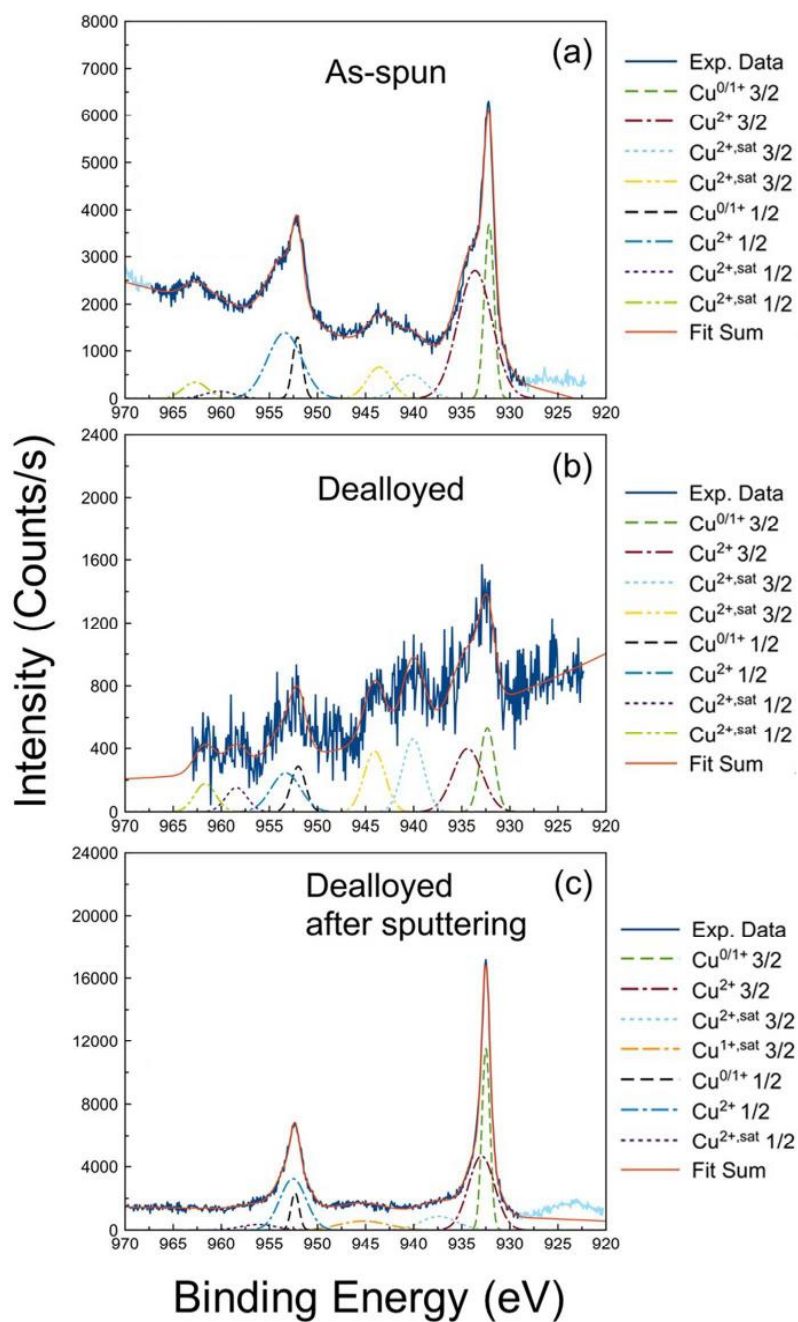 Intensity (Counts/s)
(a)
As-spun
8000
7000
6000
5000
4000
3000
2000
1000
0
970 965 960 955 950 945 940 935 930 925 920
Exp. Data
Cu0/1+ 3/2
Cu2+ 3/2
Cu2+,sat 3/2
Cu2+,sat 3/2
Cu0/1+ 1/2
Cu2+ 1/2
Cu2+,sat 1/2
Cu2+,sat 1/2
Fit Sum
(b)
Dealloyed
2400
2000
1600
1200
800
400
0
970 965 960 955 950 945 940 935 930 925 920
Exp. Data
Cu0/1+ 3/2
Cu2+ 3/2
Cu2+,sat 3/2
Cu2+,sat 3/2
Cu0/1+ 1/2
Cu2+ 1/2
Cu2+,sat 1/2
Cu2+,sat 1/2
Fit Sum
(c)
Dealloyed
after sputtering
24000
20000
16000
12000
8000
4000
0
970 965 960 955 950 945 940 935 930 925 920
Exp. Data
Cu0/1+ 3/2
Cu2+ 3/2
Cu2+,sat 3/2
Cu1+,sat 3/2
Cu0/1+ 1/2
Cu2+ 1/2
Cu2+,sat 1/2
Fit Sum
Binding Energy (eV)